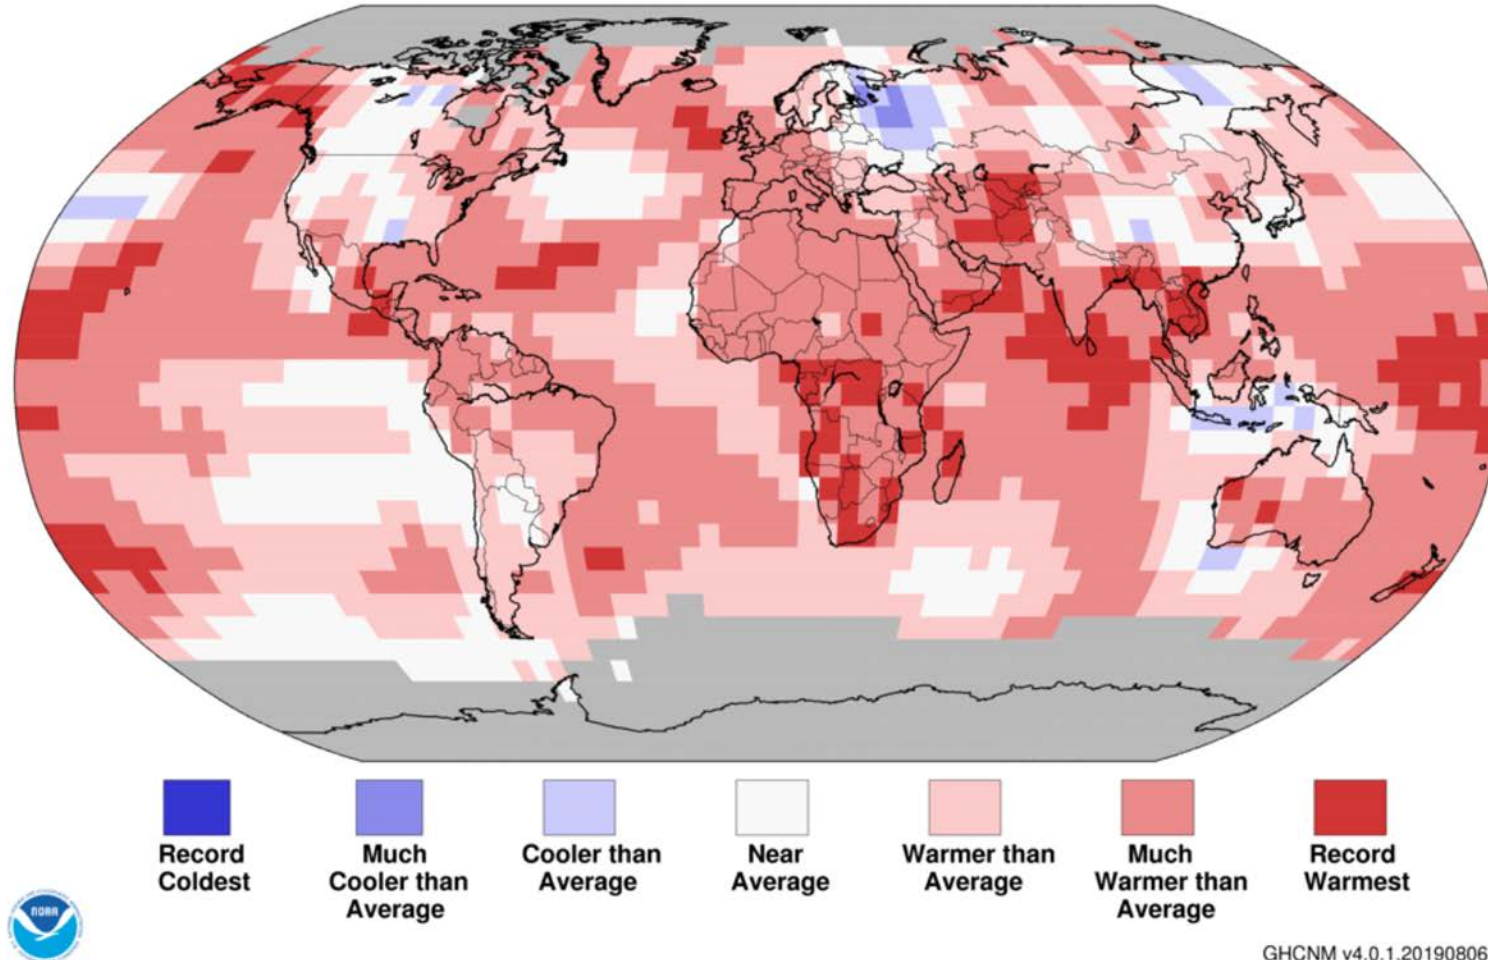 Record
Coldest
Much
Cooler than
Average
Cooler than
Average
Near
Average
Warmer than
Average
Much
Warmer than
Average
Record
Warmest
NOAA
GHCNM v4.0.1.20190806